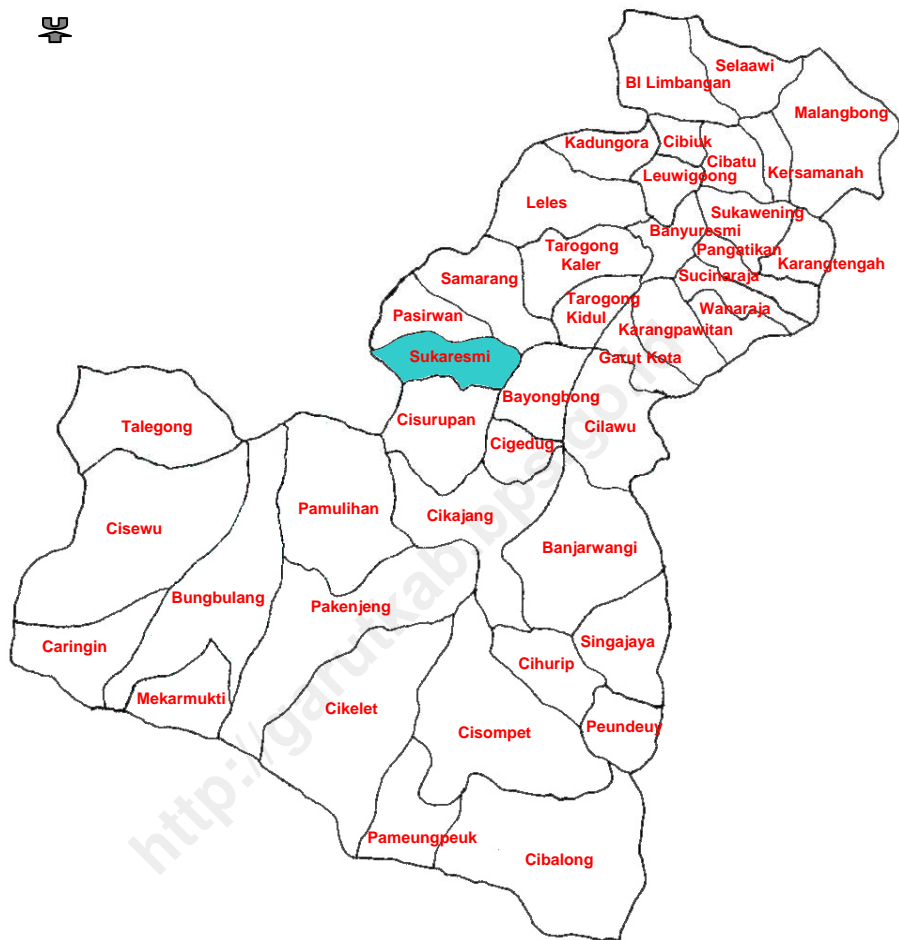 Selaawi
Bl Limbangan
Malangbong
Kadungora
Cibiuk
Cibatu
Leuwigoong
Kersamanah
Leles
Sukawening
Banyuresmi
Tarogong
Kaler
Pangatikan
Karangtengah
Samarang
Sucinaraja
Tarogong
Kidul
Wanaraja
Pasirwan
Karangpawitan
Sukaresmi
Garut Kota
Bayongbong
Talegong
Cisurupan
Cilawu
Cigedug
Pamulihan
Cikajang
Cisewu
Banjarwangi
Bungbulang
Pakenjeng
Singajaya
Caringin
Cihurip
Mekarmukti
Cikelet
Peundeuy
Cisompet
Pameungpeuk
Cibalong
http://garutkab.bps.go.id